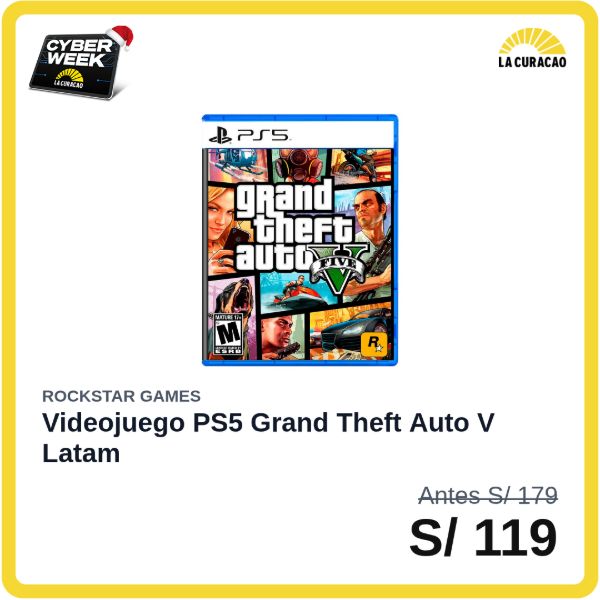 CYBER
WEEK
LA CURACAO
LA CURACAO
PS5
grand
theft
auto
FIVE
MATURE 17+
M
ESRB
R
ROCKSTAR GAMES
Videojuego PS5 Grand Theft Auto V
Latam
Antes S/ 179
S/ 119